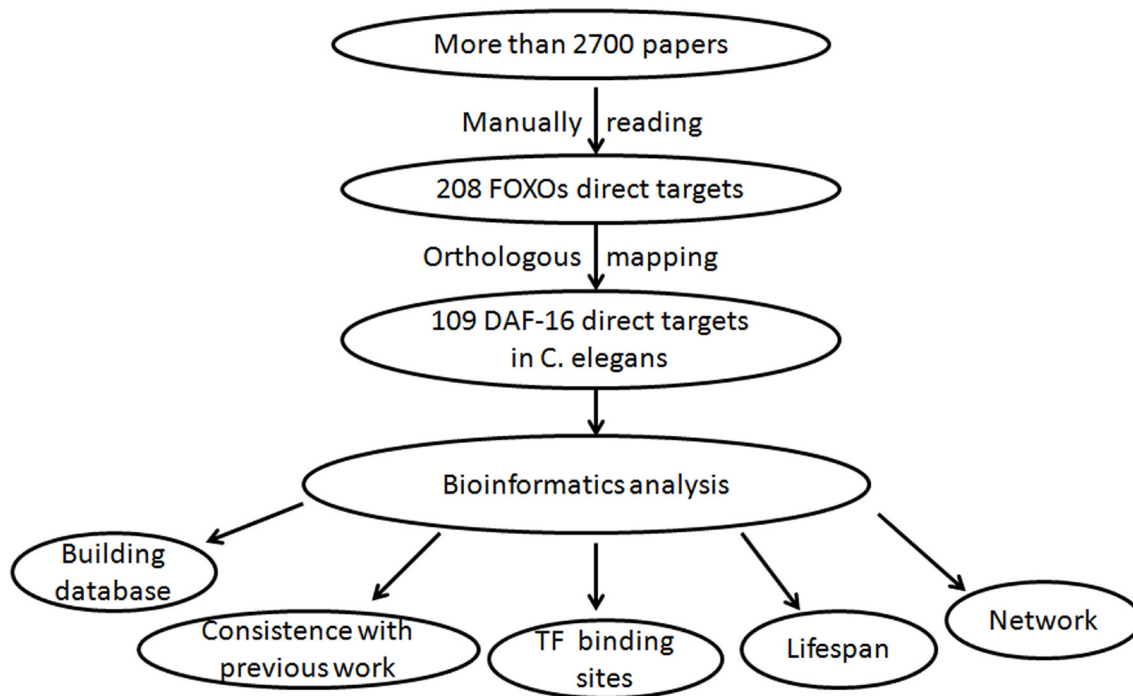 More than 2700 papers
Manually reading
208 FOXOs direct targets
Orthologous mapping
109 DAF-16 direct targets
in C. elegans
Bioinformatics analysis
Building
database
Consistence with
previous work
TF binding
sites
Lifespan
Network